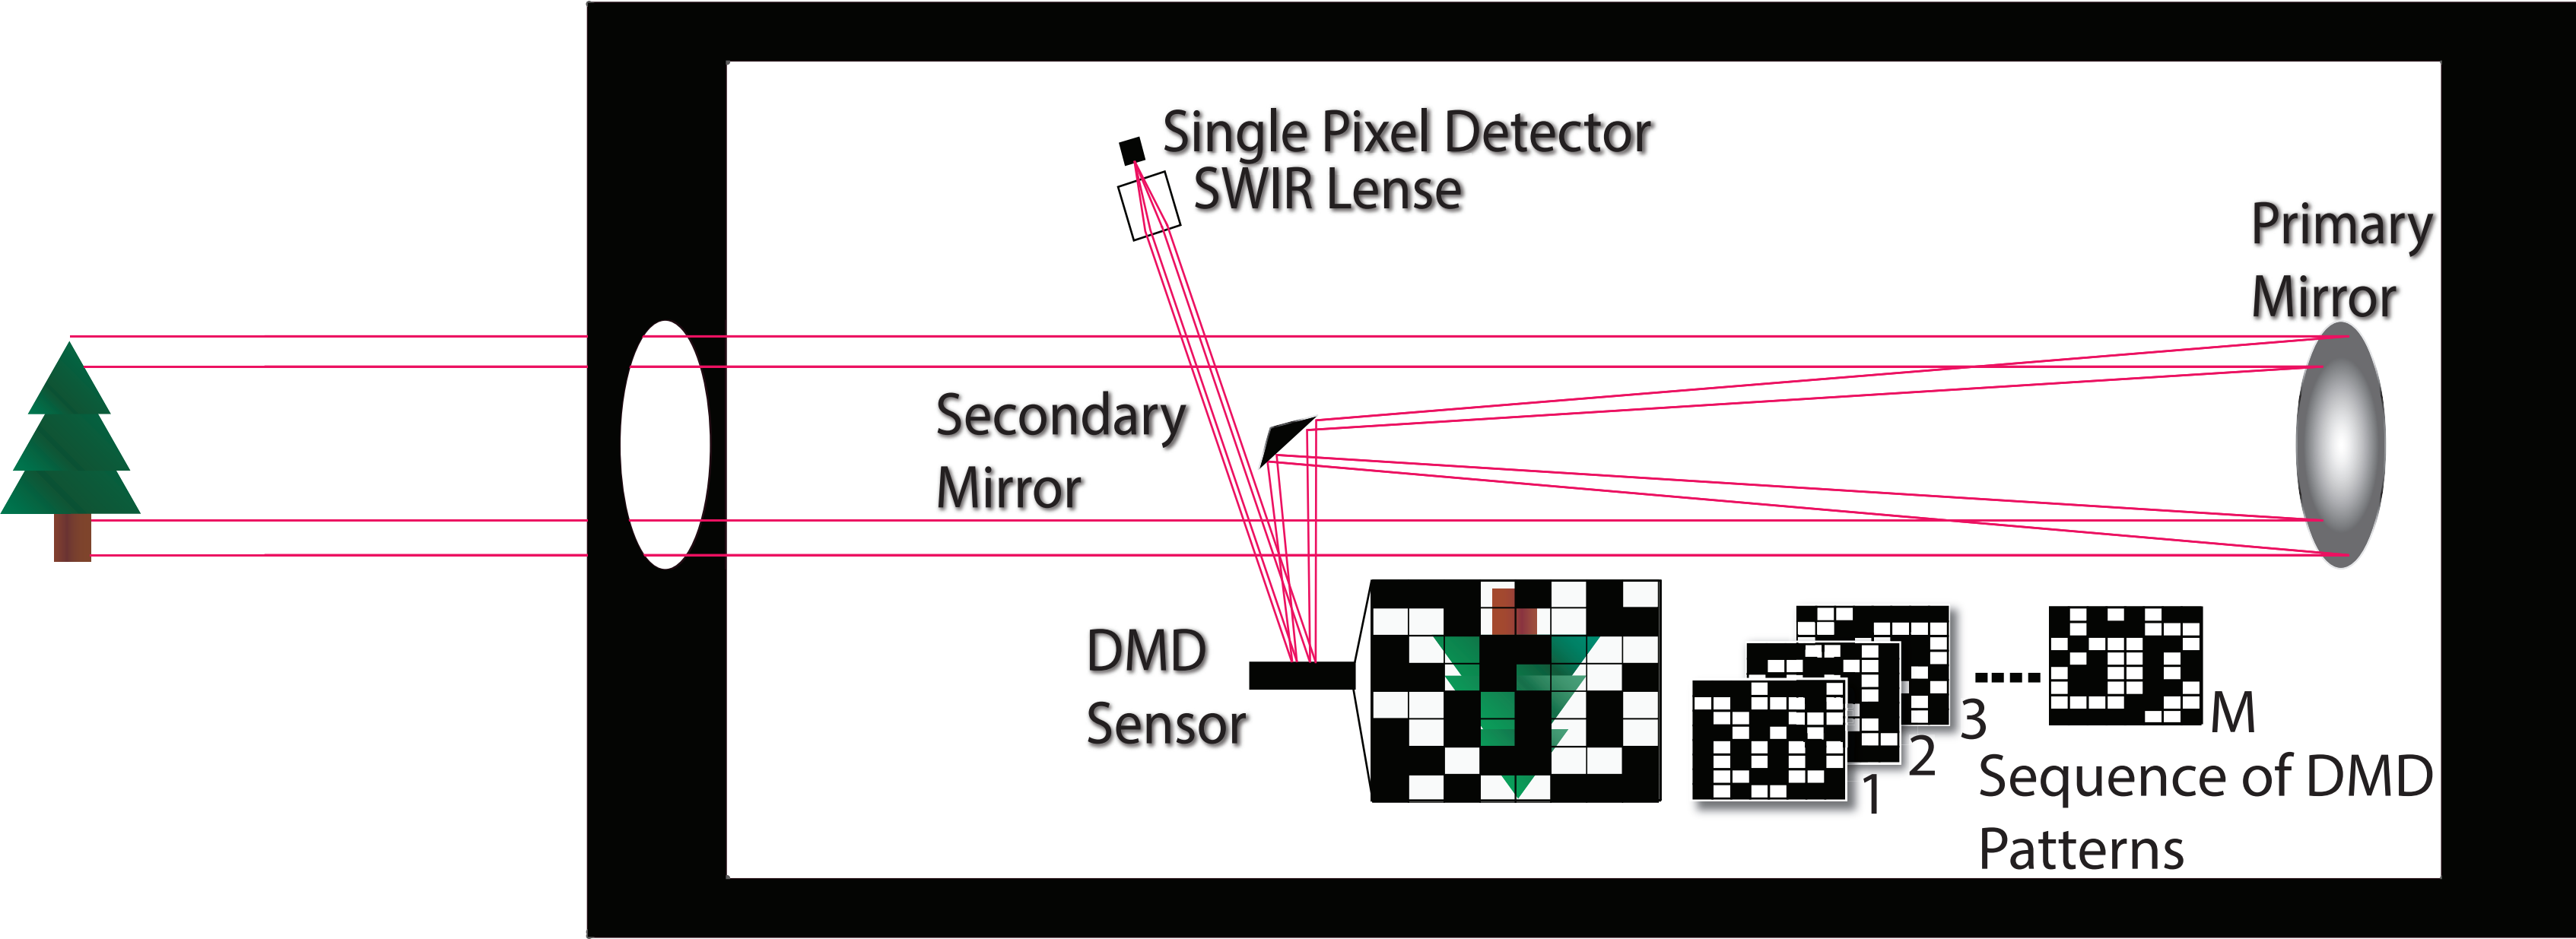 Single Pixel Detector
SWIR Lense
Primary
Mirror
Secondary
Mirror
DMD
Sensor
1
2
3
M
Sequence of DMD
Patterns